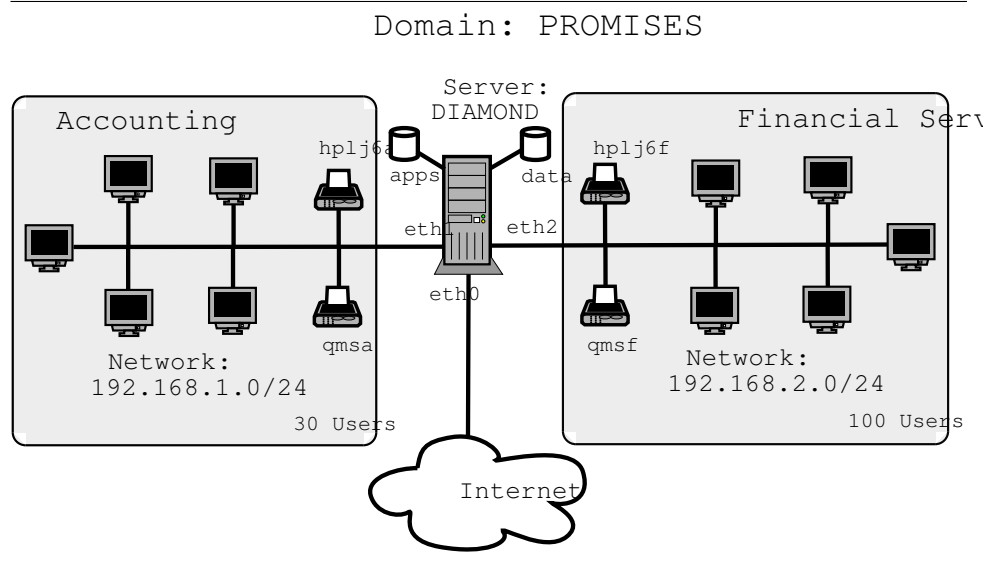 Domain: PROMISES
Server:
DIAMOND
Accounting
Financial Serv
hplj6a
hplj6f
apps
data
eth1
eth2
eth0
qmsa
qmsf
Network:
192.168.1.0/24
Network:
192.168.2.0/24
30 Users
100 Users
Internet